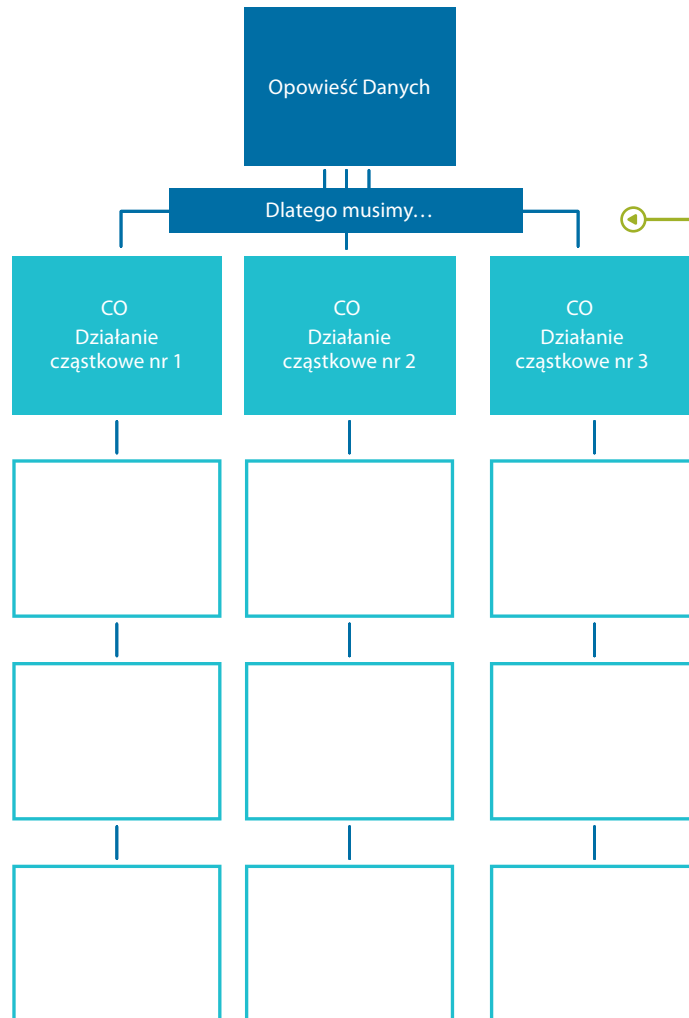 Opowieść Danych
Dlatego musimy…
CO
Działanie
cząstkowe nr 1
CO
Działanie
cząstkowe nr 2
CO
Działanie
cząstkowe nr 3